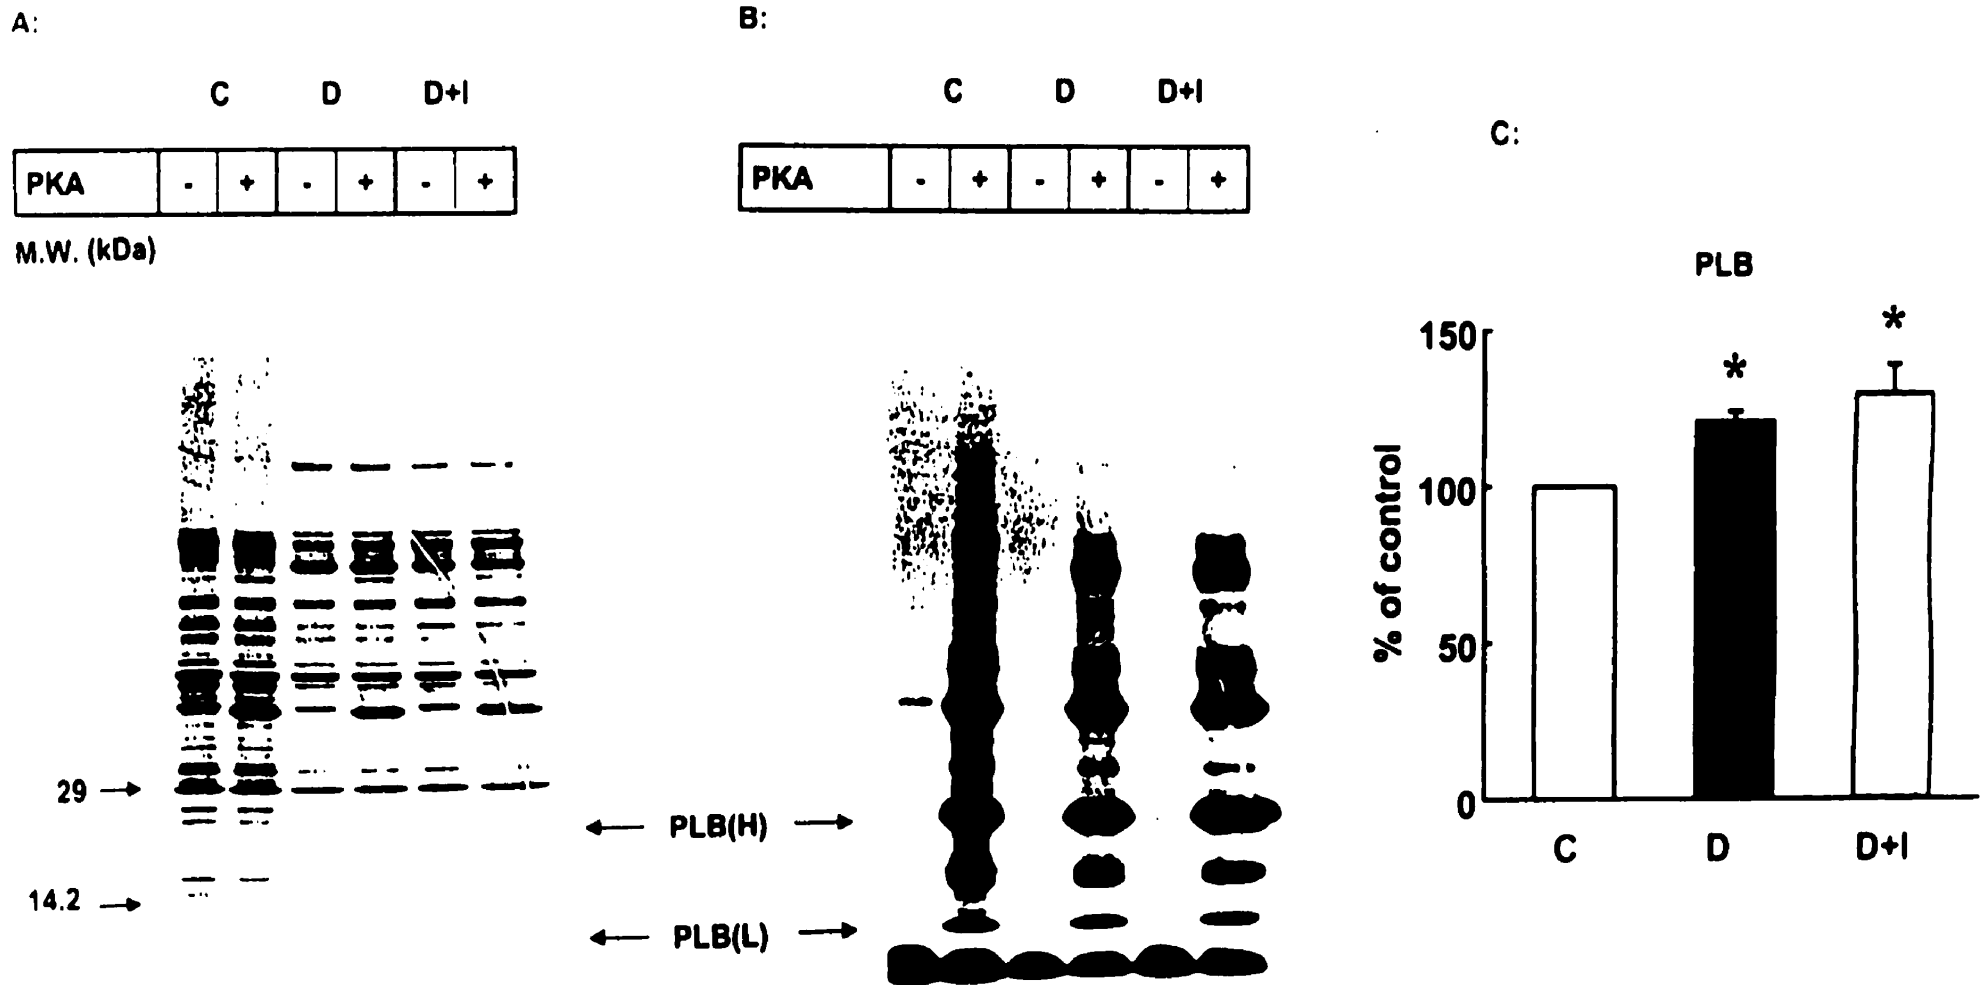 A:
C D D+I
PKA - + - + - +
M.W. (kDa)
29
14.2
B:
C D D+I
PKA - + - + - +
PLB(H)
PLB(L)
C:
PLB
% of control
150
100
50
0
* *
C D D+I